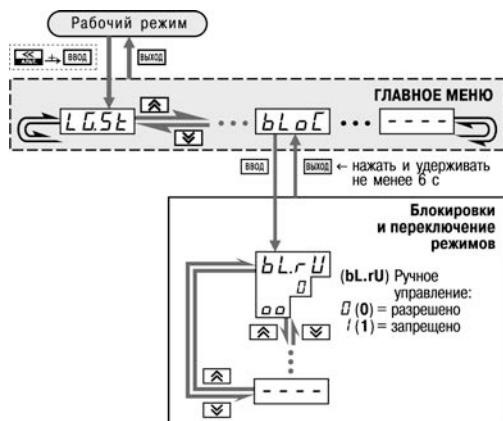 Рабочий режим
<<
АЛЬТ.
ВВОД
ВЫХОД
ГЛАВНОЕ МЕНЮ
LG.St
bLoC
- - - -
ВВОД
ВЫХОД
← нажать и удерживать
не менее 6 с
Блокировки
и переключение
режимов
bL.rU
0
oo
(bL.rU) Ручное
управление:
0 (0) = разрешено
1 (1) = запрещено
- - - -